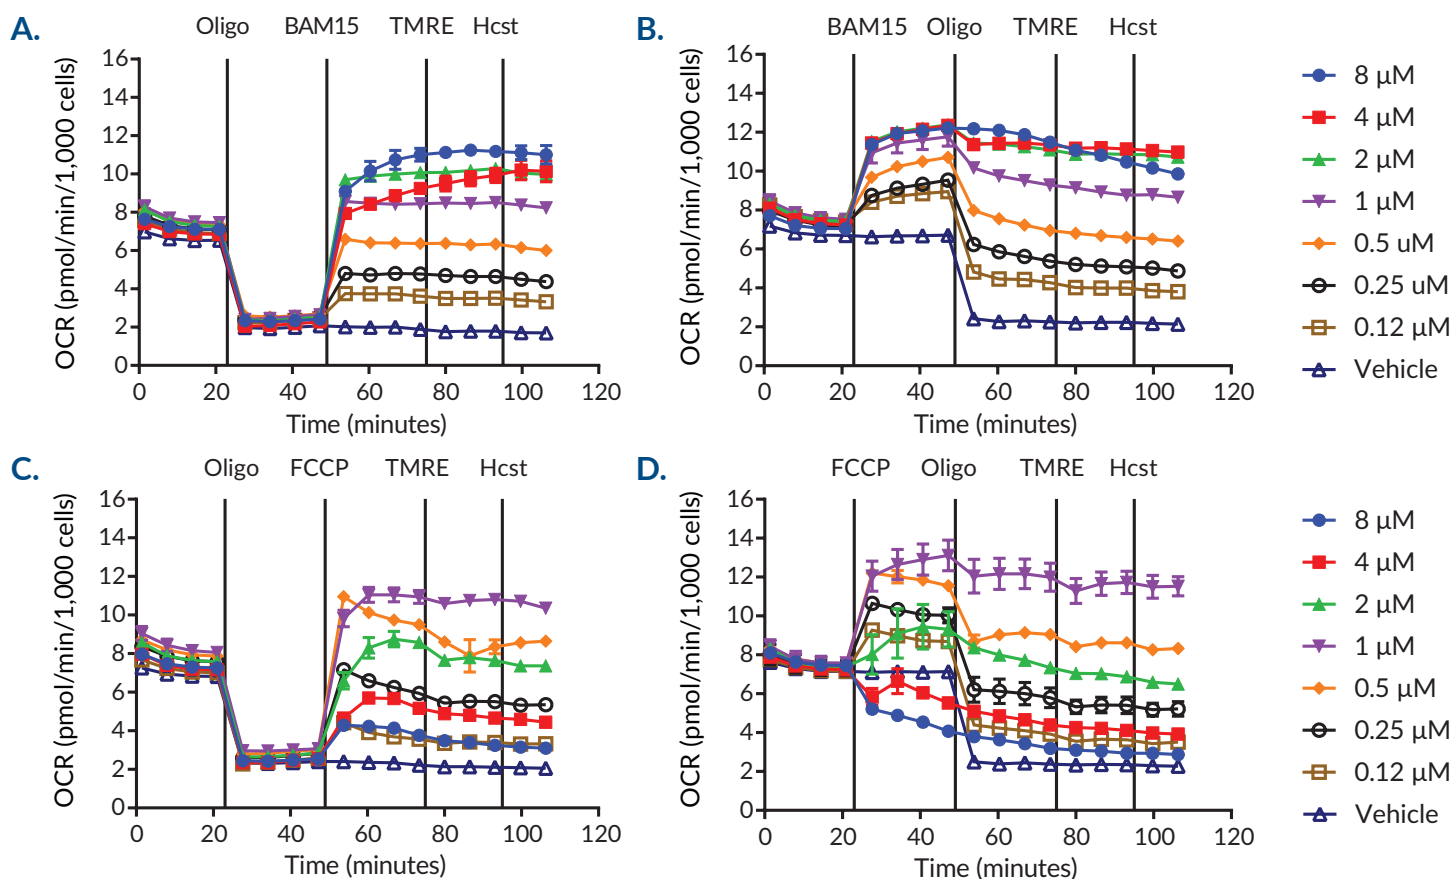 A.
Oligo BAM15 TMRE Hcst
16
14
12
10
8
6
4
2
0
OCR (pmol/min/1,000 cells)
0 20 40 60 80 100 120
Time (minutes)
B.
BAM15 Oligo TMRE Hcst
16
14
12
10
8
6
4
2
0
OCR (pmol/min/1,000 cells)
0 20 40 60 80 100 120
Time (minutes)
8 µM
4 µM
2 µM
1 µM
0.5 uM
0.25 uM
0.12 µM
Vehicle
C.
Oligo FCCP TMRE Hcst
16
14
12
10
8
6
4
2
0
OCR (pmol/min/1,000 cells)
0 20 40 60 80 100 120
Time (minutes)
D.
FCCP Oligo TMRE Hcst
16
14
12
10
8
6
4
2
0
OCR (pmol/min/1,000 cells)
0 20 40 60 80 100 120
Time (minutes)
8 µM
4 µM
2 µM
1 µM
0.5 µM
0.25 µM
0.12 µM
Vehicle